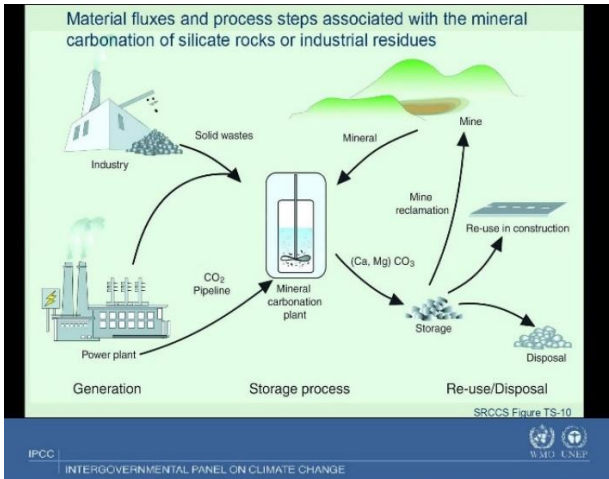 Material fluxes and process steps associated with the mineral
carbonation of silicate rocks or industrial residues
Solid wastes
Industry
Mineral
Mine
Mine
reclamation
Re-use in construction
CO₂
Pipeline
Mineral
carbonation
plant
(Ca, Mg) CO₃
Storage
Power plant
Disposal
Generation
Storage process
Re-use/Disposal
SRCCS Figure TS-10
IPCC
INTERGOVERNMENTAL PANEL ON CLIMATE CHANGE
WMO UNEP